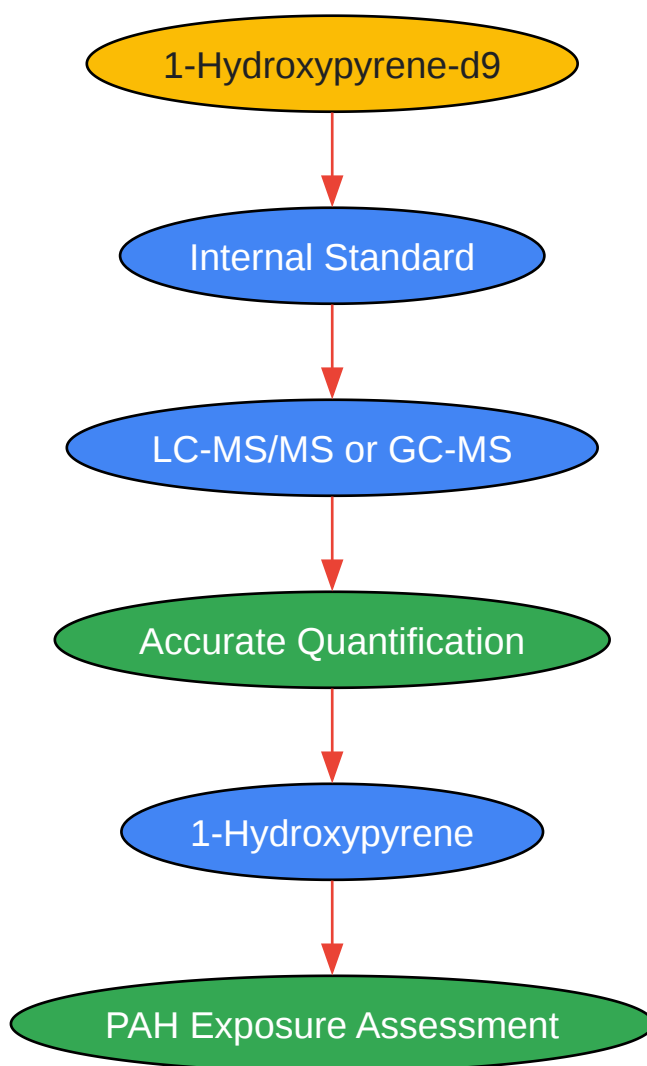 1-Hydroxypyrene-d9
Internal Standard
LC-MS/MS or GC-MS
Accurate Quantification
1-Hydroxypyrene
PAH Exposure Assessment